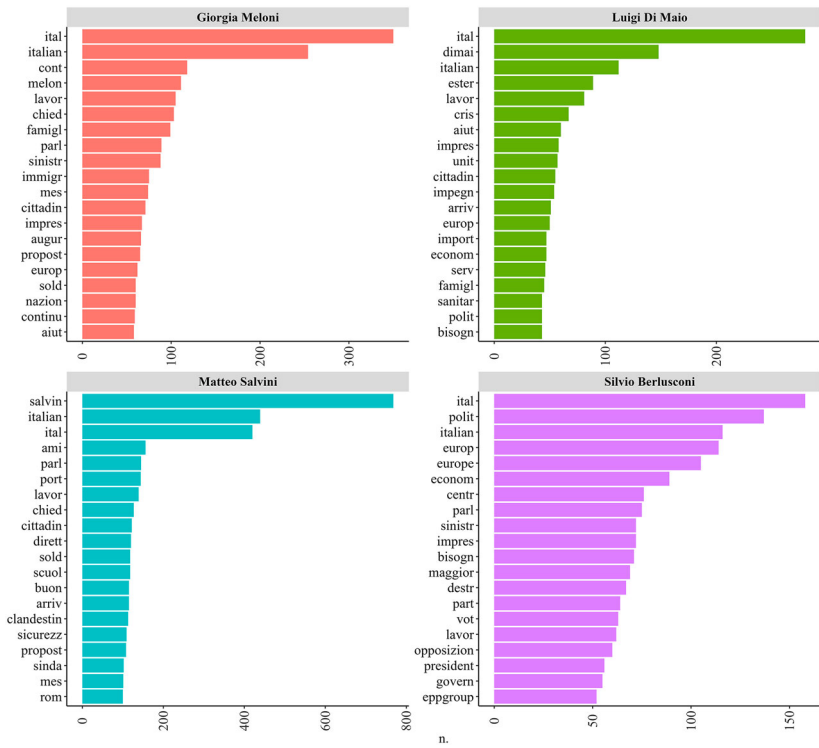 Giorgia Meloni
ital
italian
cont
melon
lavor
chied
famigl
parl
sinistr
immigr
mes
cittadin
impres
augur
propost
europ
sold
nazion
continu
aiut
0 100 200 300
Luigi Di Maio
ital
dimai
italian
ester
lavor
cris
aiut
impres
unit
cittadin
impegn
arriv
europ
import
econom
serv
famigl
sanitar
polit
bisogn
0 100 200
Matteo Salvini
salvin
italian
ital
ami
parl
port
lavor
chied
cittadin
dirett
sold
scuol
buon
arriv
clandestin
sicurezz
propost
sinda
mes
rom
0 200 400 600 800
Silvio Berlusconi
ital
polit
italian
europ
europe
econom
centr
parl
sinistr
impres
bisogn
maggior
destr
part
vot
lavor
opposizion
president
govern
eppgroup
0 50 100 150
n.